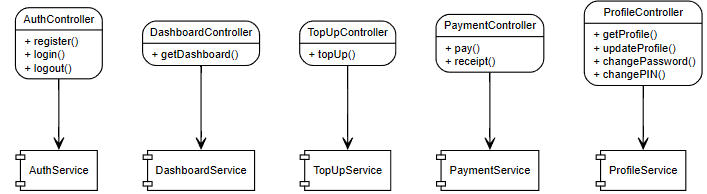 AuthController
+ register()
+ login()
+ logout()
DashboardController
+ getDashboard()
TopUpController
+ topUp()
PaymentController
+ pay()
+ receipt()
ProfileController
+ getProfile()
+ updateProfile()
+ changePassword()
+ changePIN()
AuthService
DashboardService
TopUpService
PaymentService
ProfileService